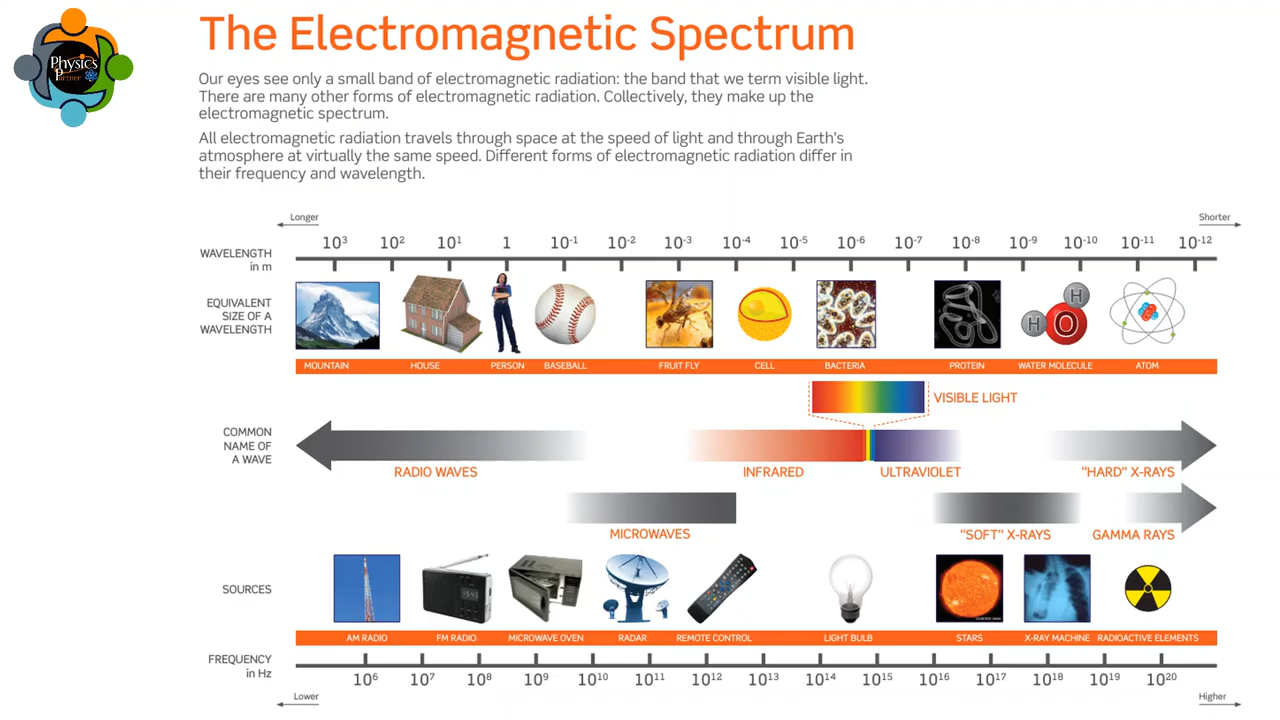 Physics
Partner
The Electromagnetic Spectrum
Our eyes see only a small band of electromagnetic radiation: the band that we term visible light.
There are many other forms of electromagnetic radiation. Collectively, they make up the
electromagnetic spectrum.
All electromagnetic radiation travels through space at the speed of light and through Earth's
atmosphere at virtually the same speed. Different forms of electromagnetic radiation differ in
their frequency and wavelength.
Longer
Shorter
WAVELENGTH
in m
10³ 10² 10¹ 1 10⁻¹ 10⁻² 10⁻³ 10⁻⁴ 10⁻⁵ 10⁻⁶ 10⁻⁷ 10⁻⁸ 10⁻⁹ 10⁻¹⁰ 10⁻¹¹ 10⁻¹²
EQUIVALENT
SIZE OF A
WAVELENGTH
H O H
MOUNTAIN HOUSE PERSON BASEBALL FRUIT FLY CELL BACTERIA PROTEIN WATER MOLECULE ATOM
VISIBLE LIGHT
COMMON
NAME OF
A WAVE
RADIO WAVES INFRARED ULTRAVIOLET “HARD” X-RAYS
MICROWAVES “SOFT” X-RAYS GAMMA RAYS
SOURCES
AM RADIO FM RADIO MICROWAVE OVEN RADAR REMOTE CONTROL LIGHT BULB STARS X-RAY MACHINE RADIOACTIVE ELEMENTS
FREQUENCY
in Hz
10⁶ 10⁷ 10⁸ 10⁹ 10¹⁰ 10¹¹ 10¹² 10¹³ 10¹⁴ 10¹⁵ 10¹⁶ 10¹⁷ 10¹⁸ 10¹⁹ 10²⁰
Lower
Higher